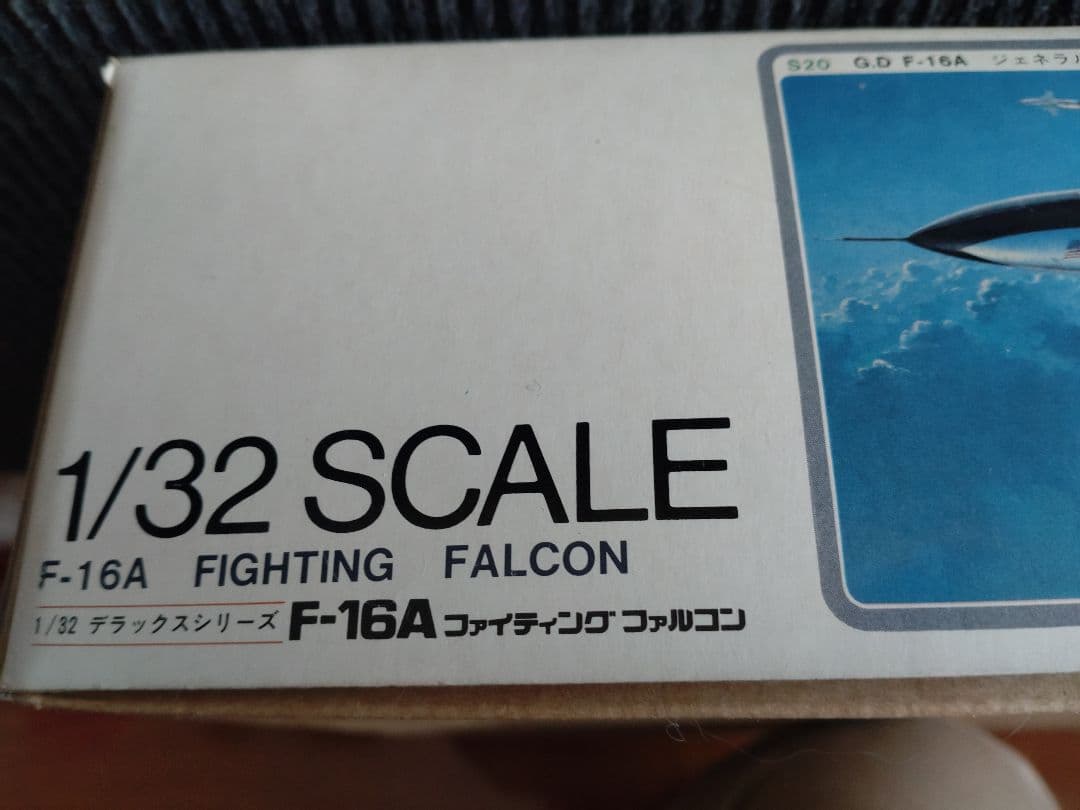 S20 G.D F-16A ジェネラル
1/32 SCALE
F-16A FIGHTING FALCON
1/32 デラックスシリーズ F-16A ファイティングファルコン